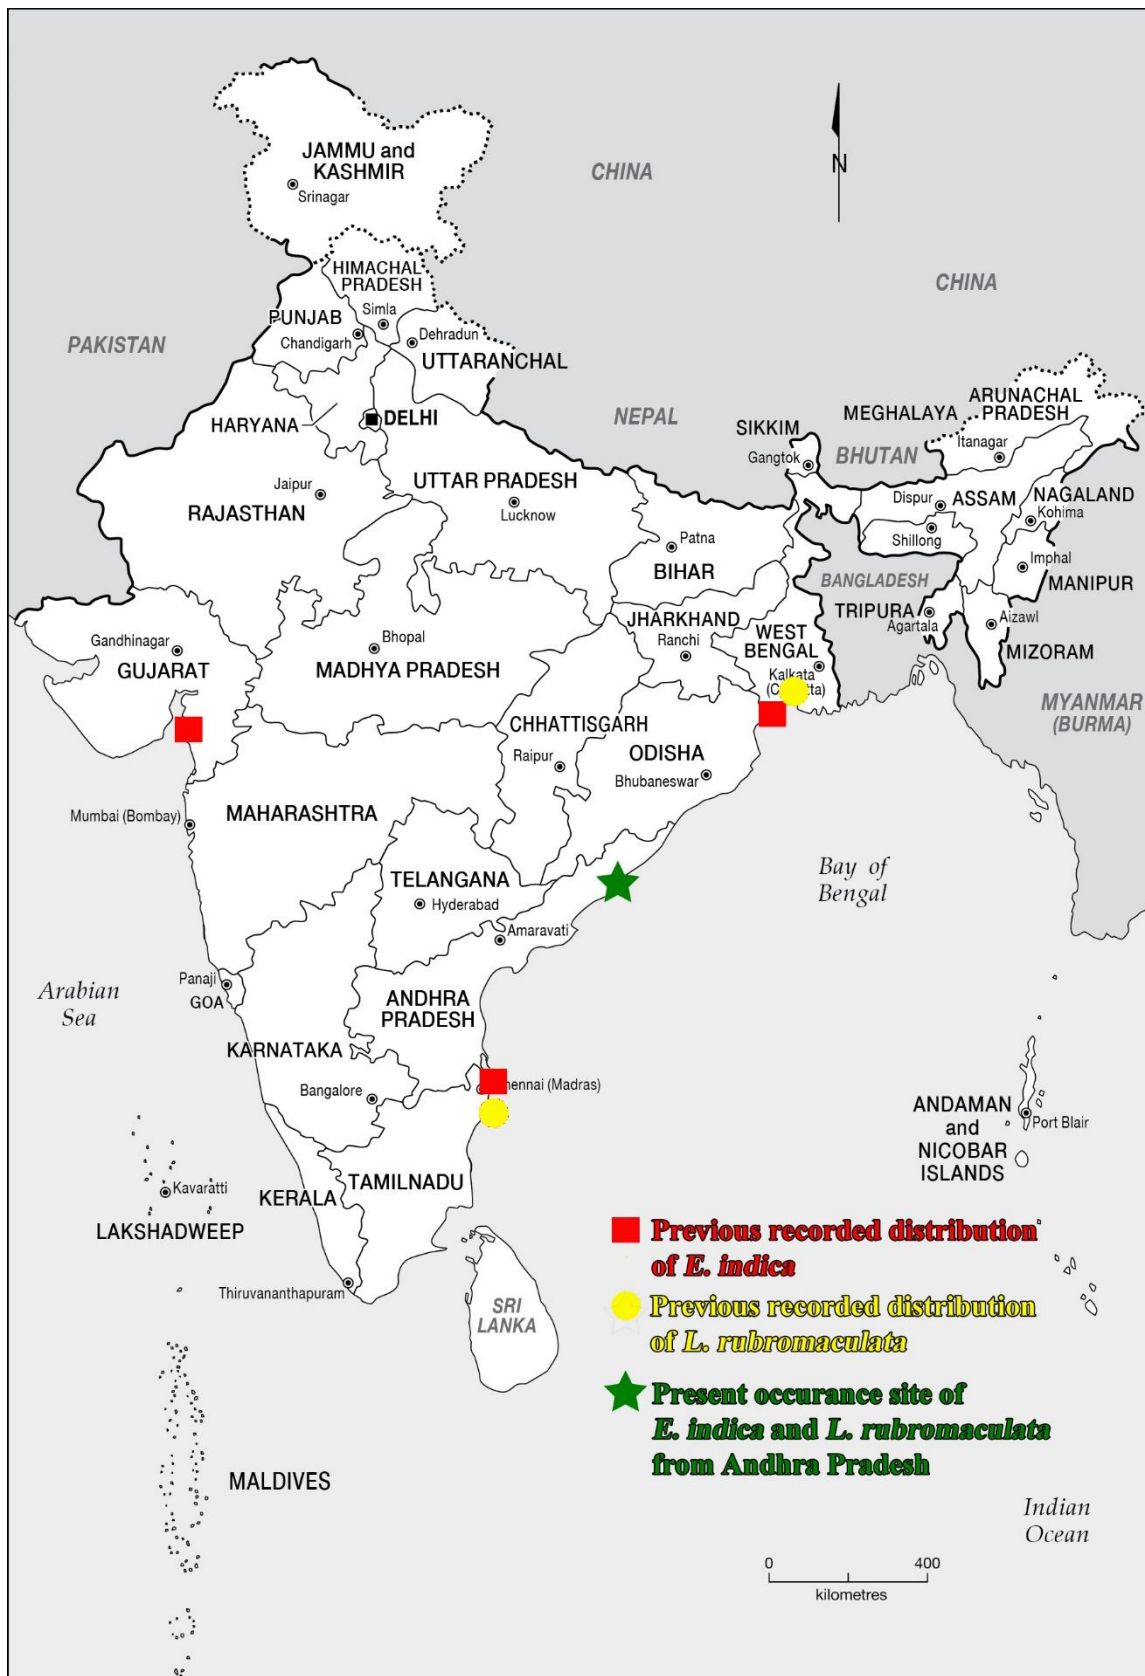 JAMMU and
KASHMIR
Srinagar
CHINA
N
HIMACHAL
PRADESH
Simla
CHINA
PUNJAB
Chandigarh
Dehradun
PAKISTAN
UTTARANCHAL
ARUNACHAL
PRADESH
MEGHALAYA
HARYANA
DELHI
NEPAL
SIKKIM
Itanagar
Gangtok
BHUTAN
UTTAR PRADESH
Jaipur
RAJASTHAN
Lucknow
Dispur
ASSAM
NAGALAND
Kohima
Patna
Shillong
BIHAR
Imphal
BANGLADESH
MANIPUR
TRIPURA
Agartala
Aizawl
JHARKHAND
Ranchi
WEST
BENGAL
Gandhinagar
Bhopal
MIZORAM
GUJARAT
MADHYA PRADESH
Kalkata
MYANMAR
(BURMA)
CHHATTISGARH
Raipur
ODISHA
Bhubaneswar
MAHARASHTRA
Mumbai (Bombay)
Bay of
Bengal
TELANGANA
Hyderabad
Amaravati
Panaji
GOA
Arabian
Sea
ANDHRA
PRADESH
KARNATAKA
Bangalore
(Madras)
ANDAMAN
and
NICOBAR
ISLANDS
Port Blair
TAMILNADU
KERALA
Kavaratti
LAKSHADWEEP
Previous recorded distribution
of E. indica
Thiruvananthapuram
SRI
LANKA
Previous recorded distribution
of L. rubromaculata
Present occurance site of
E. indica and L. rubromaculata
from Andhra Pradesh
MALDIVES
Indian
Ocean
0 400
kilometres